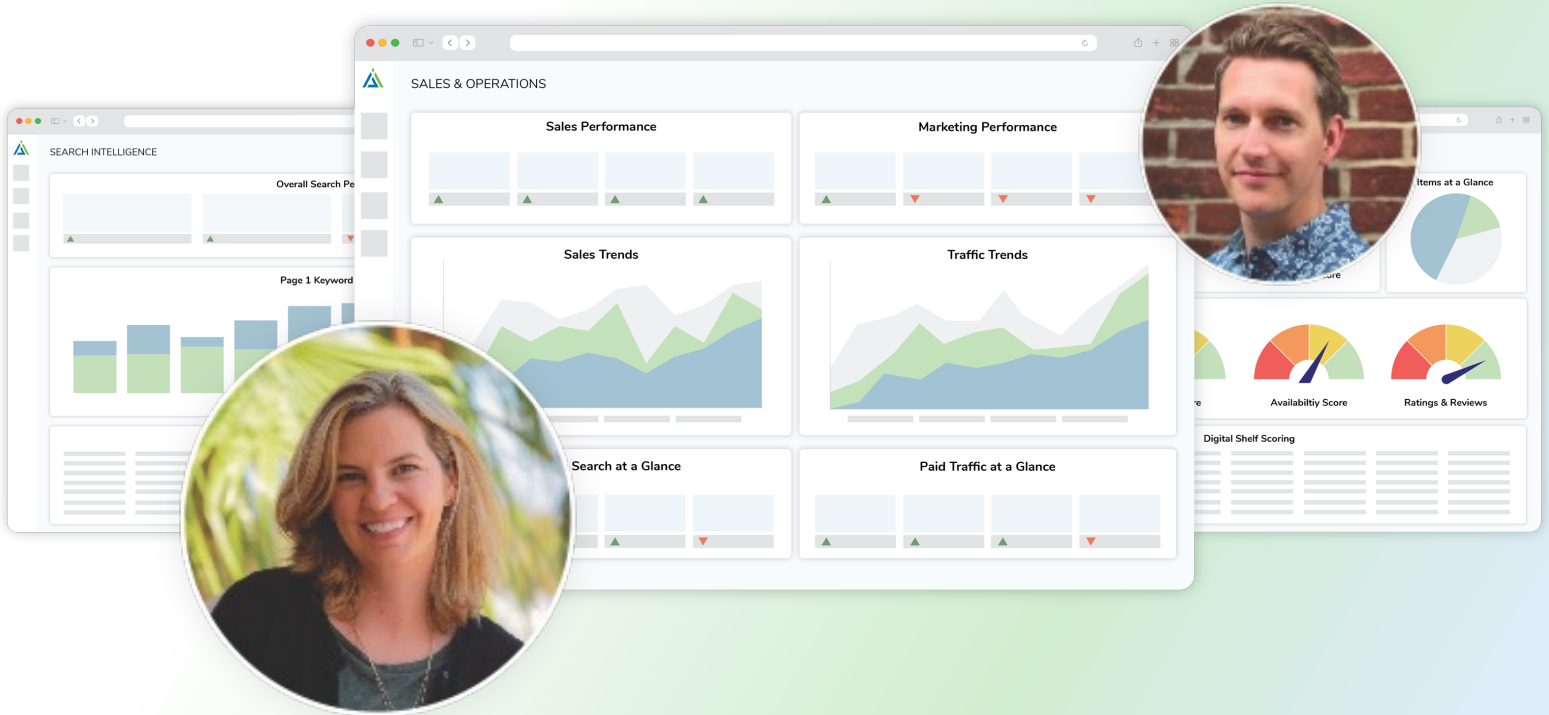 SEARCH INTELLIGENCE
Overall Search Pe
Page 1 Keyword
SALES & OPERATIONS
Sales Performance
Marketing Performance
Sales Trends
Traffic Trends
Search at a Glance
Paid Traffic at a Glance
Items at a Glance
ore
re
Availabiltiy Score
Ratings & Reviews
Digital Shelf Scoring